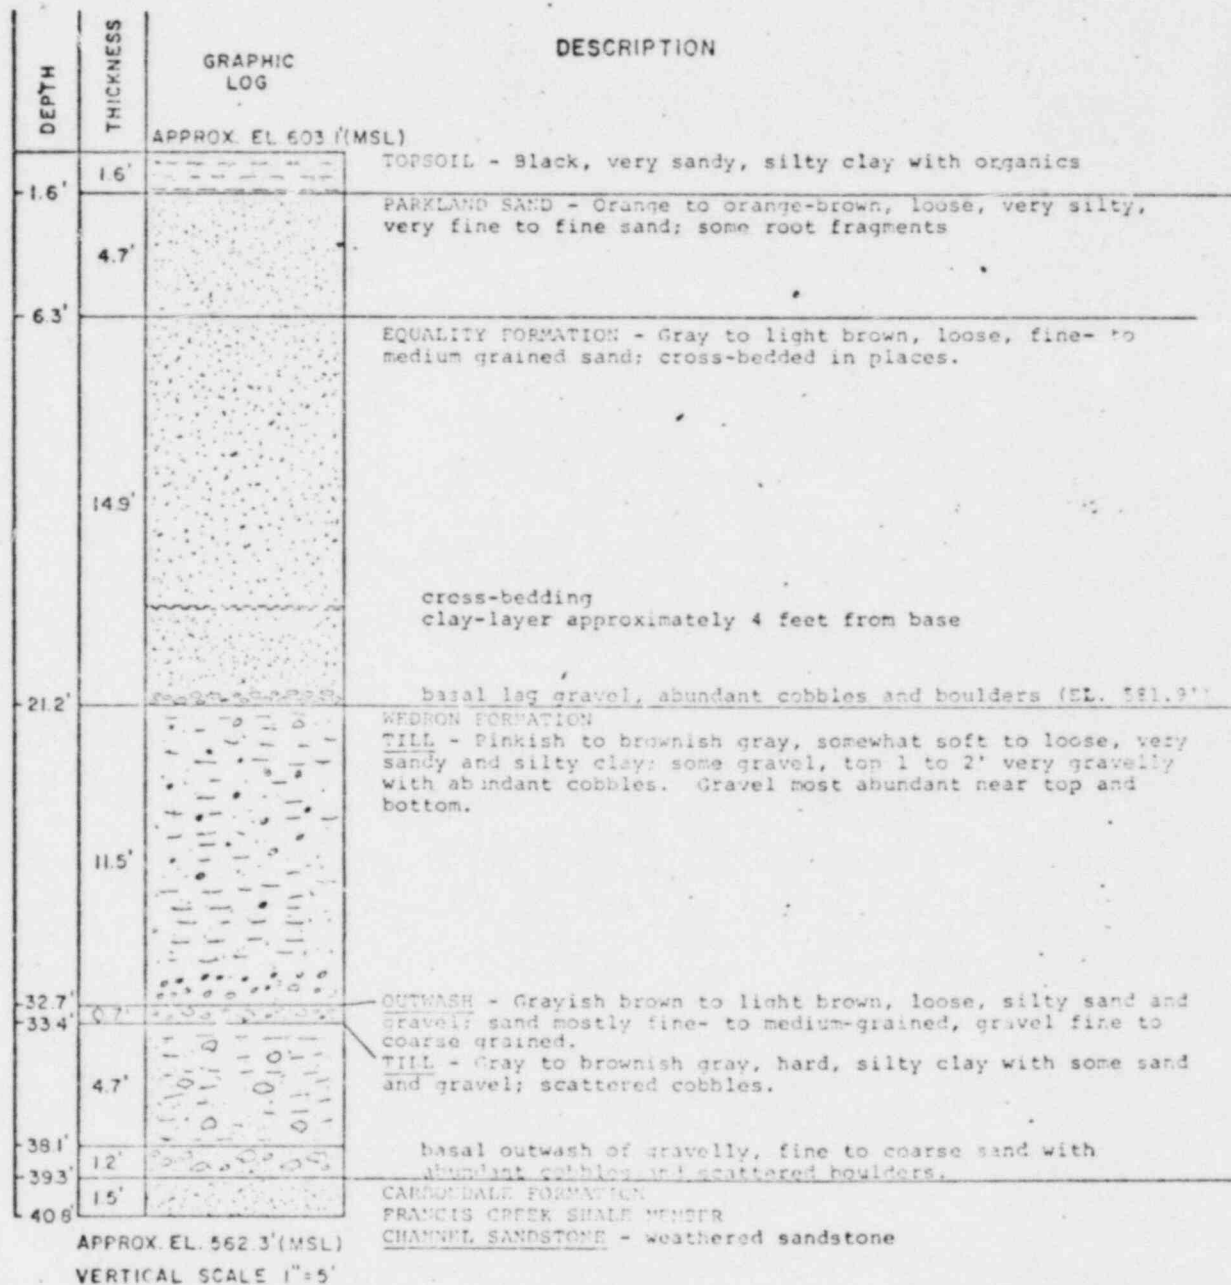 DEPTH
THICKNESS
GRAPHIC
LOG
DESCRIPTION
APPROX. EL 603.1'(MSL)
1.6'
TOPSOIL - Black, very sandy, silty clay with organics
1.6'
PARKLAND SAND - Orange to orange-brown, loose, very silty,
very fine to fine sand; some root fragments
4.7'
6.3'
EQUALITY FORMATION - Gray to light brown, loose, fine- to
medium grained sand; cross-bedded in places.
14.9'
cross-bedding
clay-layer approximately 4 feet from base
basal lag gravel, abundant cobbles and boulders (EL. 581.9')
21.2'
WEDRON FORMATION
TILL - Pinkish to brownish gray, somewhat soft to loose, very
sandy and silty clay; some gravel, top 1 to 2' very gravelly
with abundant cobbles. Gravel most abundant near top and
bottom.
11.5'
32.7'
0.7'
33.4'
OUTWASH - Grayish brown to light brown, loose, silty sand and
gravel; sand mostly fine- to medium-grained, gravel fine to
coarse grained.
TILL - Gray to brownish gray, hard, silty clay with some sand
and gravel; scattered cobbles.
4.7'
38.1'
basal outwash of gravelly, fine to coarse sand with
abundant cobbles and scattered boulders.
1.2'
39.3'
1.5'
CARBONDALE FORMATION
FRANCIS CREEK SHALE MEMBER
CHANNEL SANDSTONE - weathered sandstone
40.8'
APPROX. EL. 562.3'(MSL)
VERTICAL SCALE 1"=5'